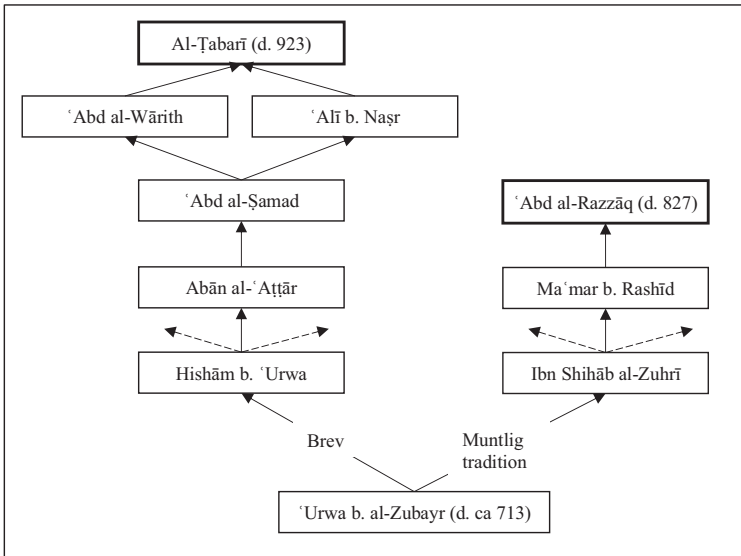 Al-Ṭabarī (d. 923)
ʿAbd al-Wārith
ʿAlī b. Naṣr
ʿAbd al-Ṣamad
ʿAbd al-Razzāq (d. 827)
Abān al-ʿAṭṭār
Maʿmar b. Rashīd
Hishām b. ʿUrwa
Ibn Shihāb al-Zuhrī
Brev
Muntlig
tradition
ʿUrwa b. al-Zubayr (d. ca 713)